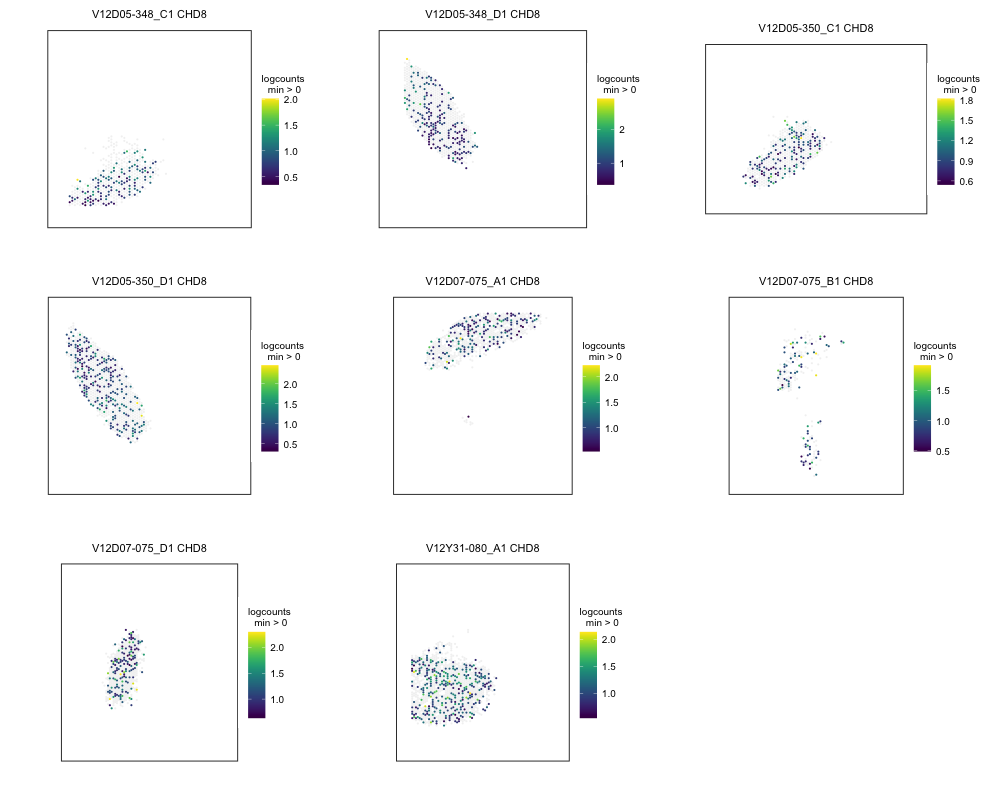 V12D05-348_C1 CHD8
logcounts
min > 0
2.0
1.5
1.0
0.5
V12D05-348_D1 CHD8
logcounts
min > 0
2
1
V12D05-350_C1 CHD8
logcounts
min > 0
1.8
1.5
1.2
0.9
0.6
V12D05-350_D1 CHD8
logcounts
min > 0
2.0
1.5
1.0
0.5
V12D07-075_A1 CHD8
logcounts
min > 0
2.0
1.5
1.0
V12D07-075_B1 CHD8
logcounts
min > 0
1.5
1.0
0.5
V12D07-075_D1 CHD8
logcounts
min > 0
2.0
1.5
1.0
V12Y31-080_A1 CHD8
logcounts
min > 0
2.0
1.5
1.0